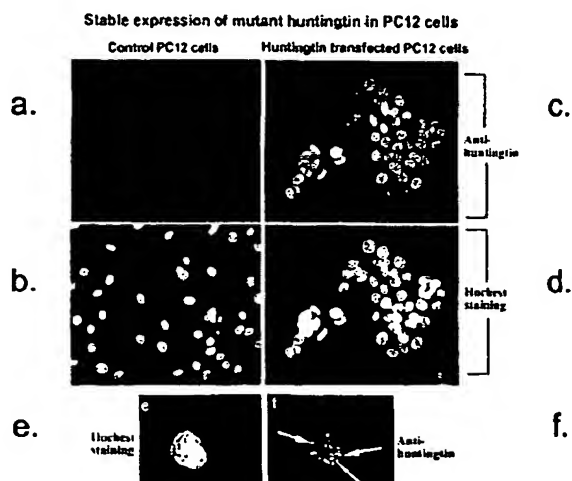 Stable expression of mutant huntingtin in PC12 cells
Control PC12 cells
Huntingtin transfected PC12 cells
a.
c.
Anti-
huntingtin
b.
d.
Hochest
staining
e.
e
f
f.
Hochest
staining
Anti-
huntingtin